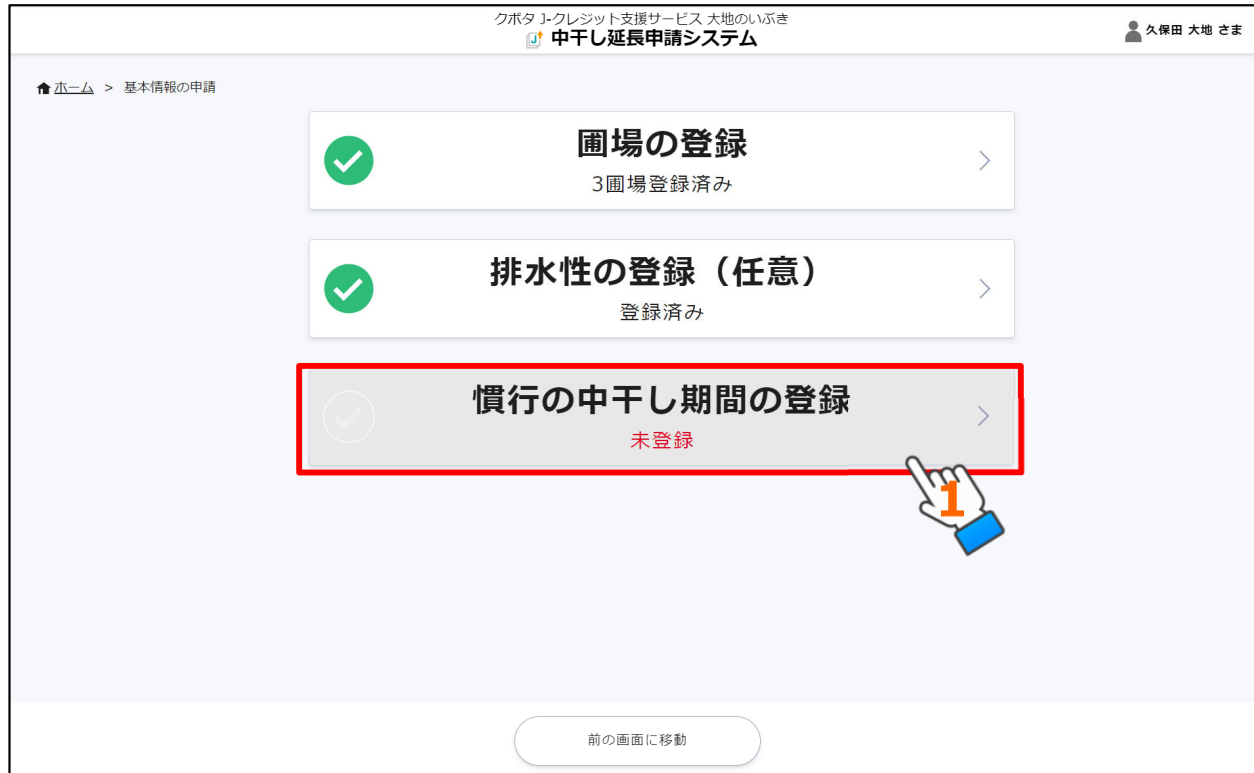 クボタ J-クレジット支援サービス 大地のいぶき
中干し延長申請システム
久保田 大地 さま
ホーム > 基本情報の申請
圃場の登録
3圃場登録済み
排水性の登録（任意）
登録済み
慣行の中干し期間の登録
未登録
1
前の画面に移動